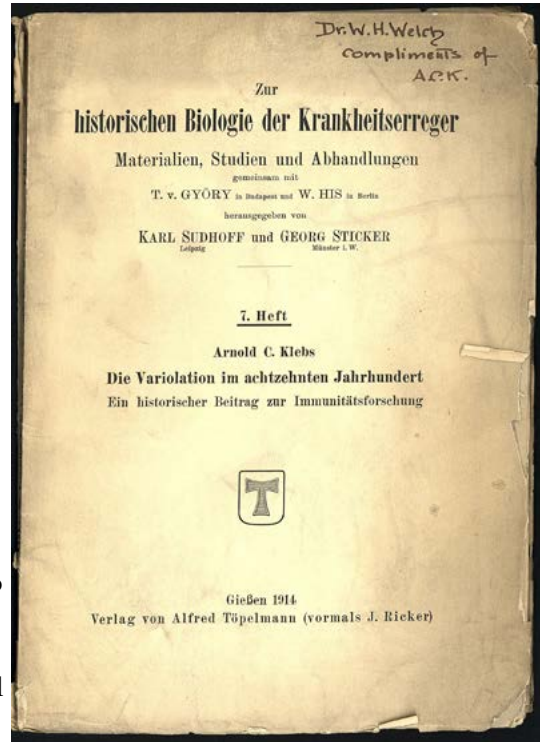 Dr. W. H. Welch
compliments of
A.C.K.
Zur
historischen Biologie der Krankheitserreger
Materialien, Studien und Abhandlungen
gemeinsam mit
T. v. GYÖRY in Budapest und W. HIS in Berlin
herausgegeben von
KARL SUDHOFF und GEORG STICKER
Leipzig Münster i. W.
7. Heft
Arnold C. Klebs
Die Variolation im achtzehnten Jahrhundert
Ein historischer Beitrag zur Immunitätsforschung
T
Gießen 1914
Verlag von Alfred Töpelmann (vormals J. Ricker)